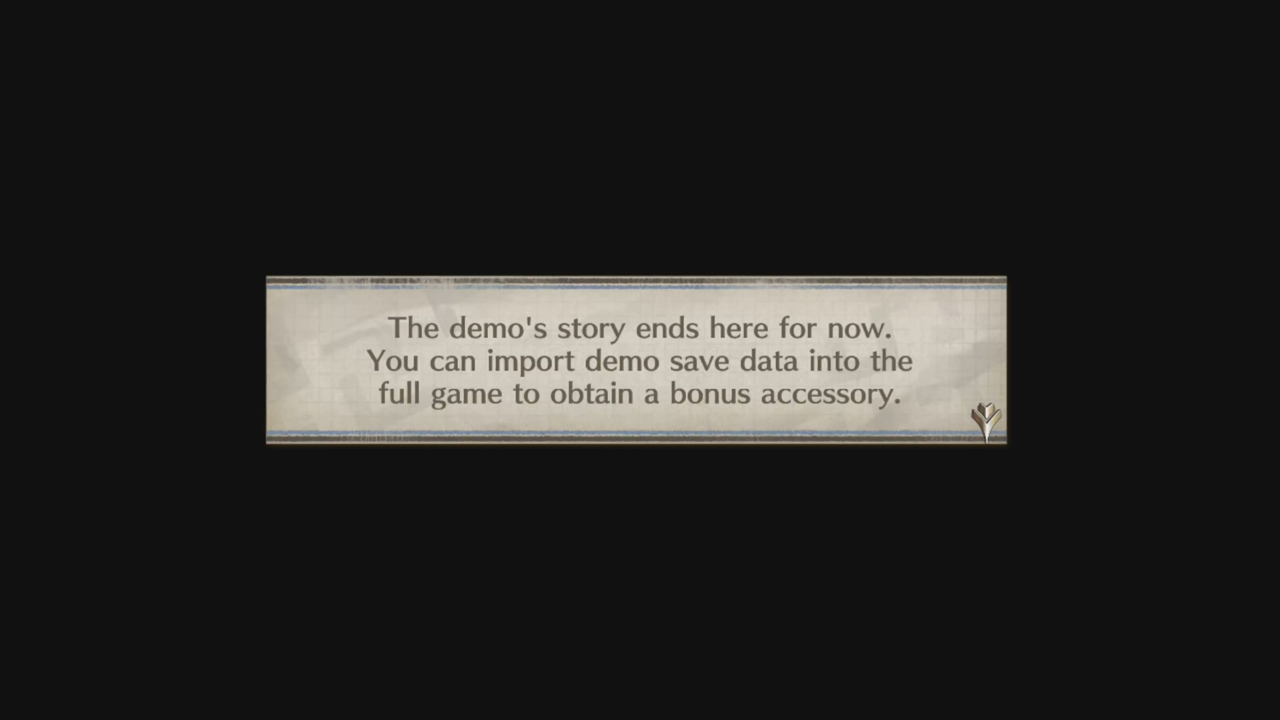 The demo's story ends here for now.
You can import demo save data into the
full game to obtain a bonus accessory.